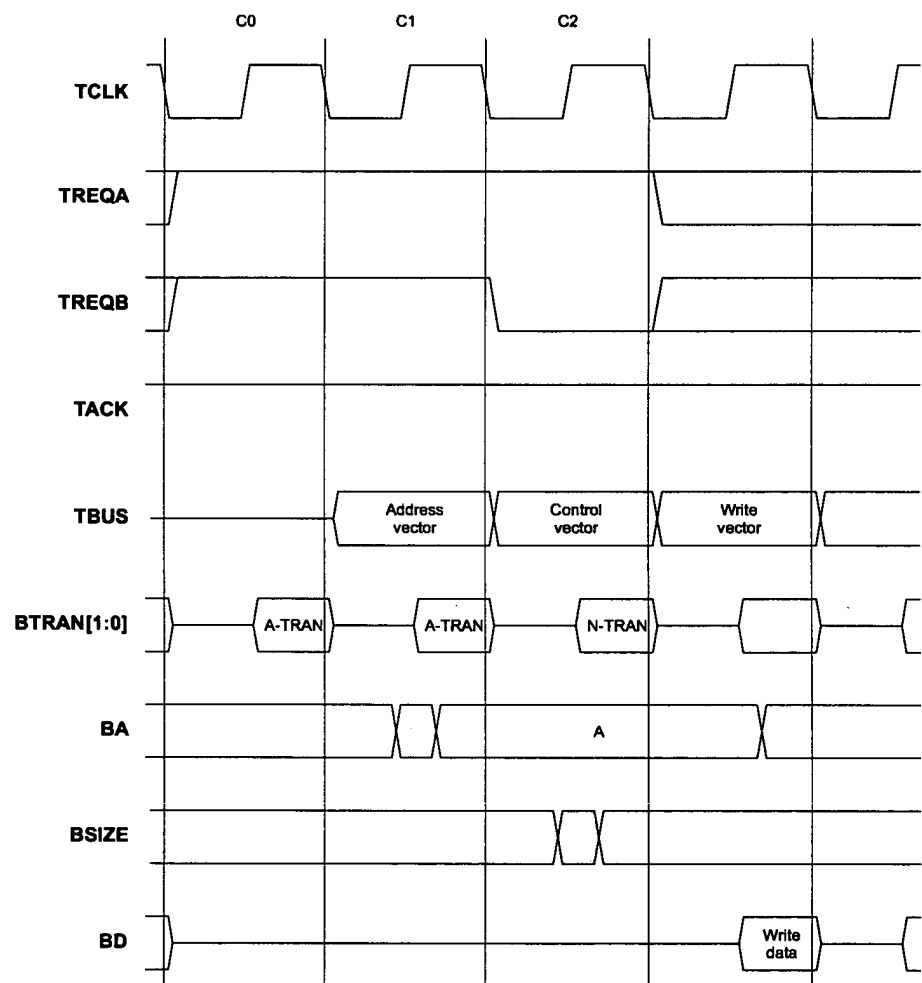 C0 C1 C2
TCLK
TREQA
TREQB
TACK
TBUS
Address
vector
Control
vector
Write
vector
BTRAN[1:0]
A-TRAN
A-TRAN
N-TRAN
BA
A
BSIZE
BD
Write
data